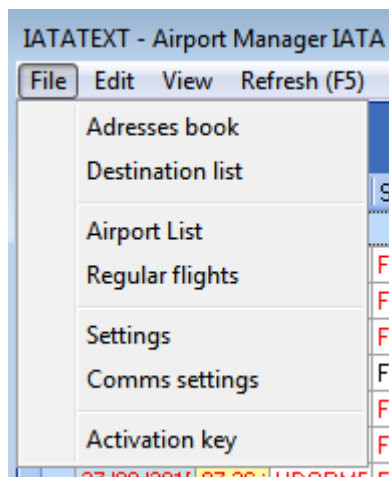 IATATEXT - Airport Manager IATA
File Edit View Refresh (F5)
Adresses book
Destination list
Airport List
Regular flights
Settings
Comms settings
Activation key